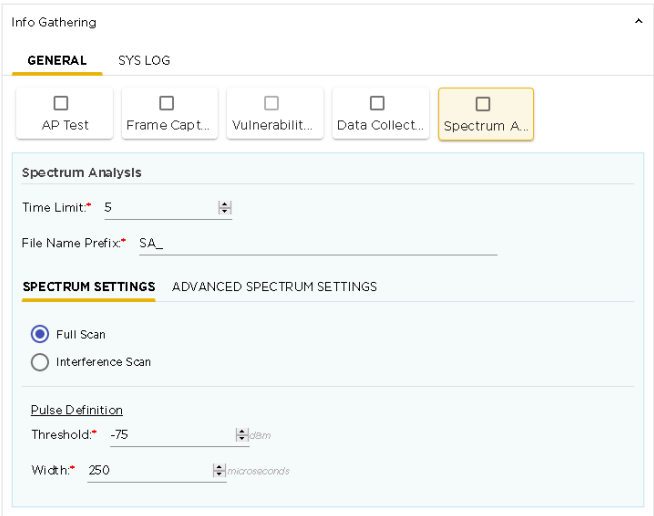 Info Gathering
GENERAL SYS LOG
AP Test Frame Capt... Vulnerabilit... Data Collect... Spectrum A...
Spectrum Analysis
Time Limit:* 5
File Name Prefix:* SA_
SPECTRUM SETTINGS ADVANCED SPECTRUM SETTINGS
Full Scan
Interference Scan
Pulse Definition
Threshold:* -75 dBm
Width:* 250 microseconds